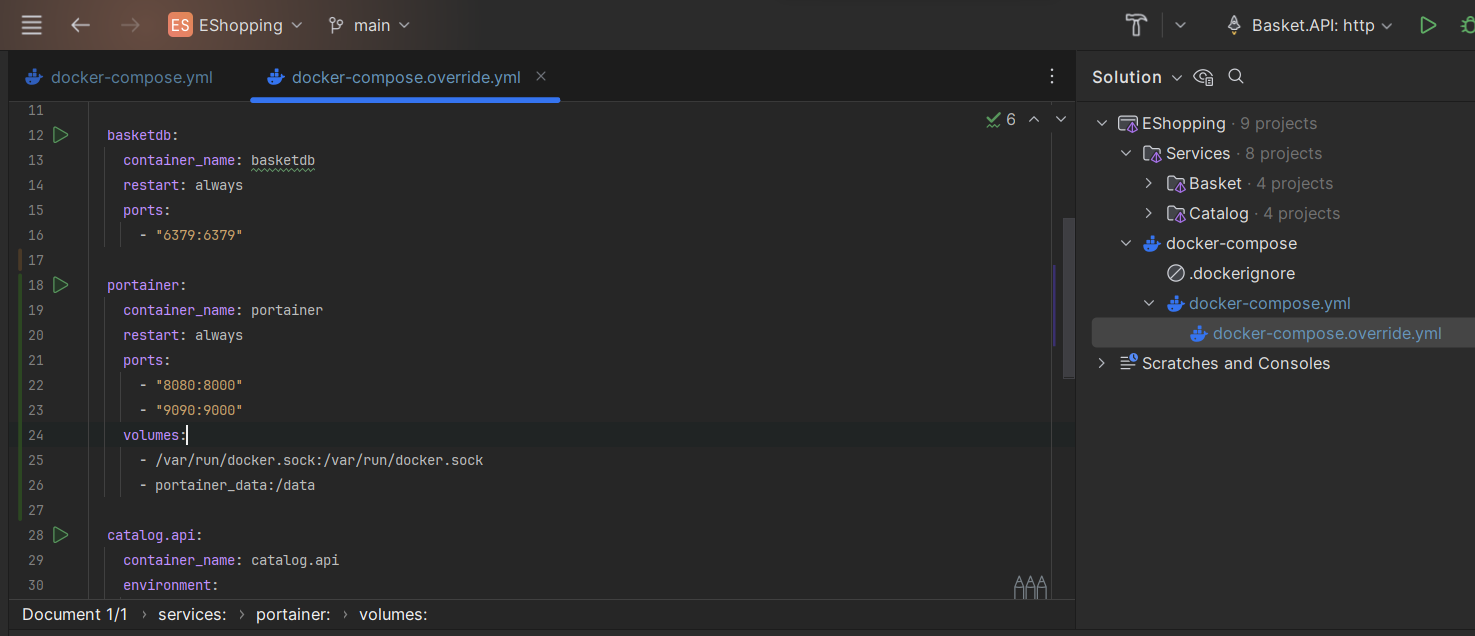 ES EShopping main Basket.API: http
docker-compose.yml docker-compose.override.yml
6
11
12 basketdb:
13 container_name: basketdb
14 restart: always
15 ports:
16 - "6379:6379"
17
18 portainer:
19 container_name: portainer
20 restart: always
21 ports:
22 - "8080:8000"
23 - "9090:9000"
24 volumes:
25 - /var/run/docker.sock:/var/run/docker.sock
26 - portainer_data:/data
27
28 catalog.api:
29 container_name: catalog.api
30 environment:
Document 1/1 › services: › portainer: › volumes:
Solution
EShopping · 9 projects
Services · 8 projects
Basket · 4 projects
Catalog · 4 projects
docker-compose
.dockerignore
docker-compose.yml
docker-compose.override.yml
Scratches and Consoles